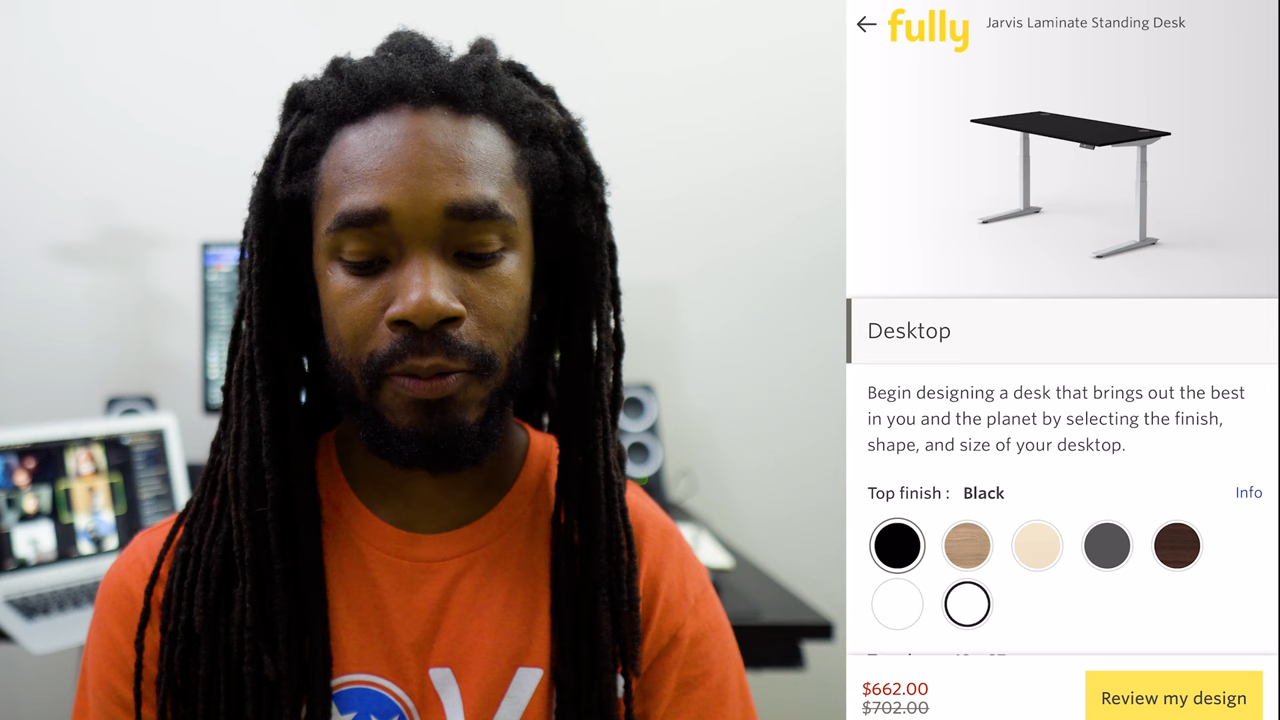 fully
Jarvis Laminate Standing Desk
Desktop
Begin designing a desk that brings out the best
in you and the planet by selecting the finish,
shape, and size of your desktop.
Top finish : Black
Info
$662.00
$702.00
Review my design